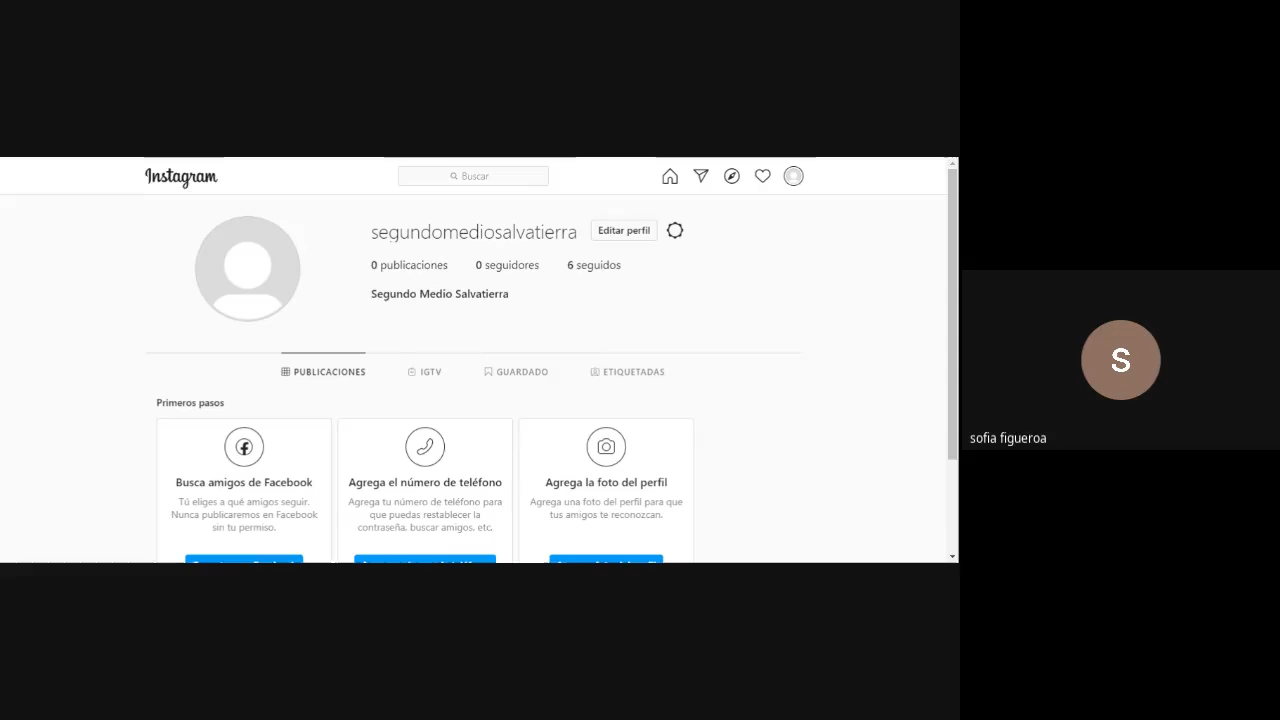 Instagram
Buscar
segundomediosalvatierra
Editar perfil
0 publicaciones 0 seguidores 6 seguidos
Segundo Medio Salvatierra
PUBLICACIONES IGTV GUARDADO ETIQUETADAS
Primeros pasos
Busca amigos de Facebook
Tú eliges a qué amigos seguir.
Nunca publicaremos en Facebook
sin tu permiso.
Agrega el número de teléfono
Agrega tu número de teléfono para
que puedas restablecer la
contraseña, buscar amigos, etc.
Agrega la foto del perfil
Agrega una foto del perfil para que
tus amigos te reconozcan.
S
sofia figueroa